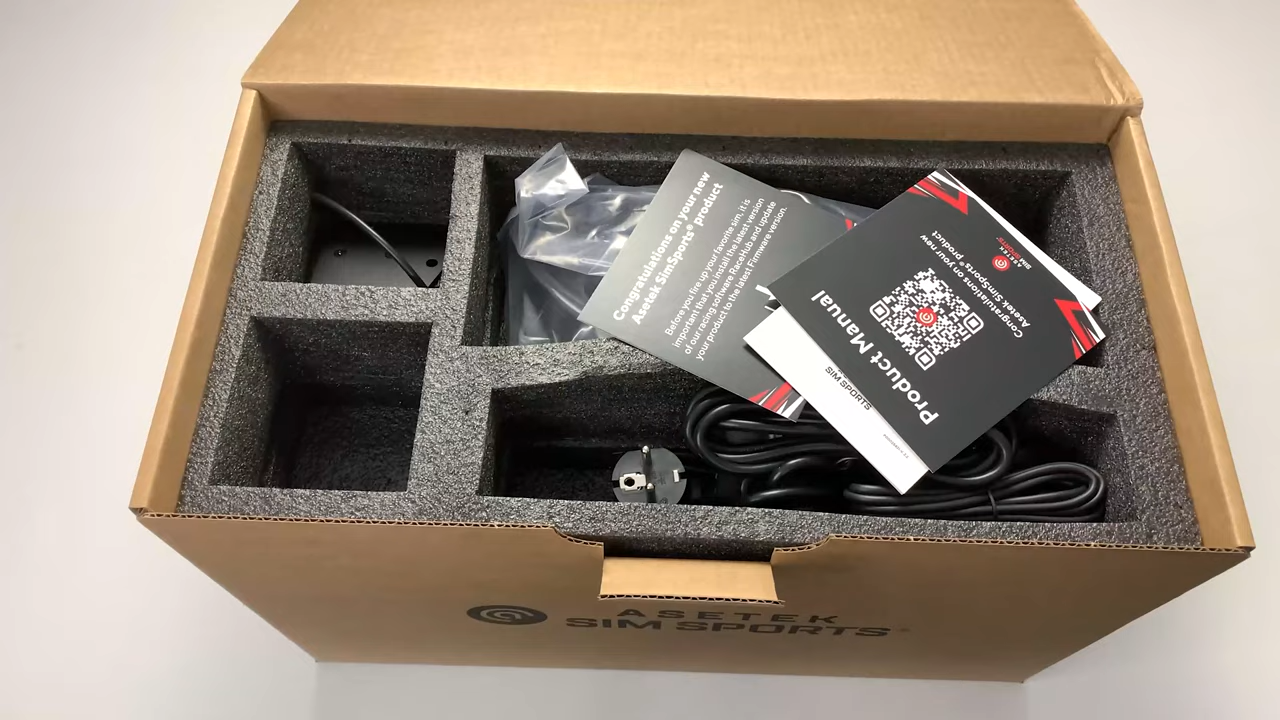 Congratulations on your new
Asetek SimSports® product
Before you fire up your favorite sim, it is
important that you install the latest version
of our racing software RaceHub and update
your product to the latest Firmware version.
ASETEK
SIMSPORTS®
Congratulations on your new
Asetek SimSports® product
Product Manual
SIM SPORTS
ASETEK
SIM SPORTS®